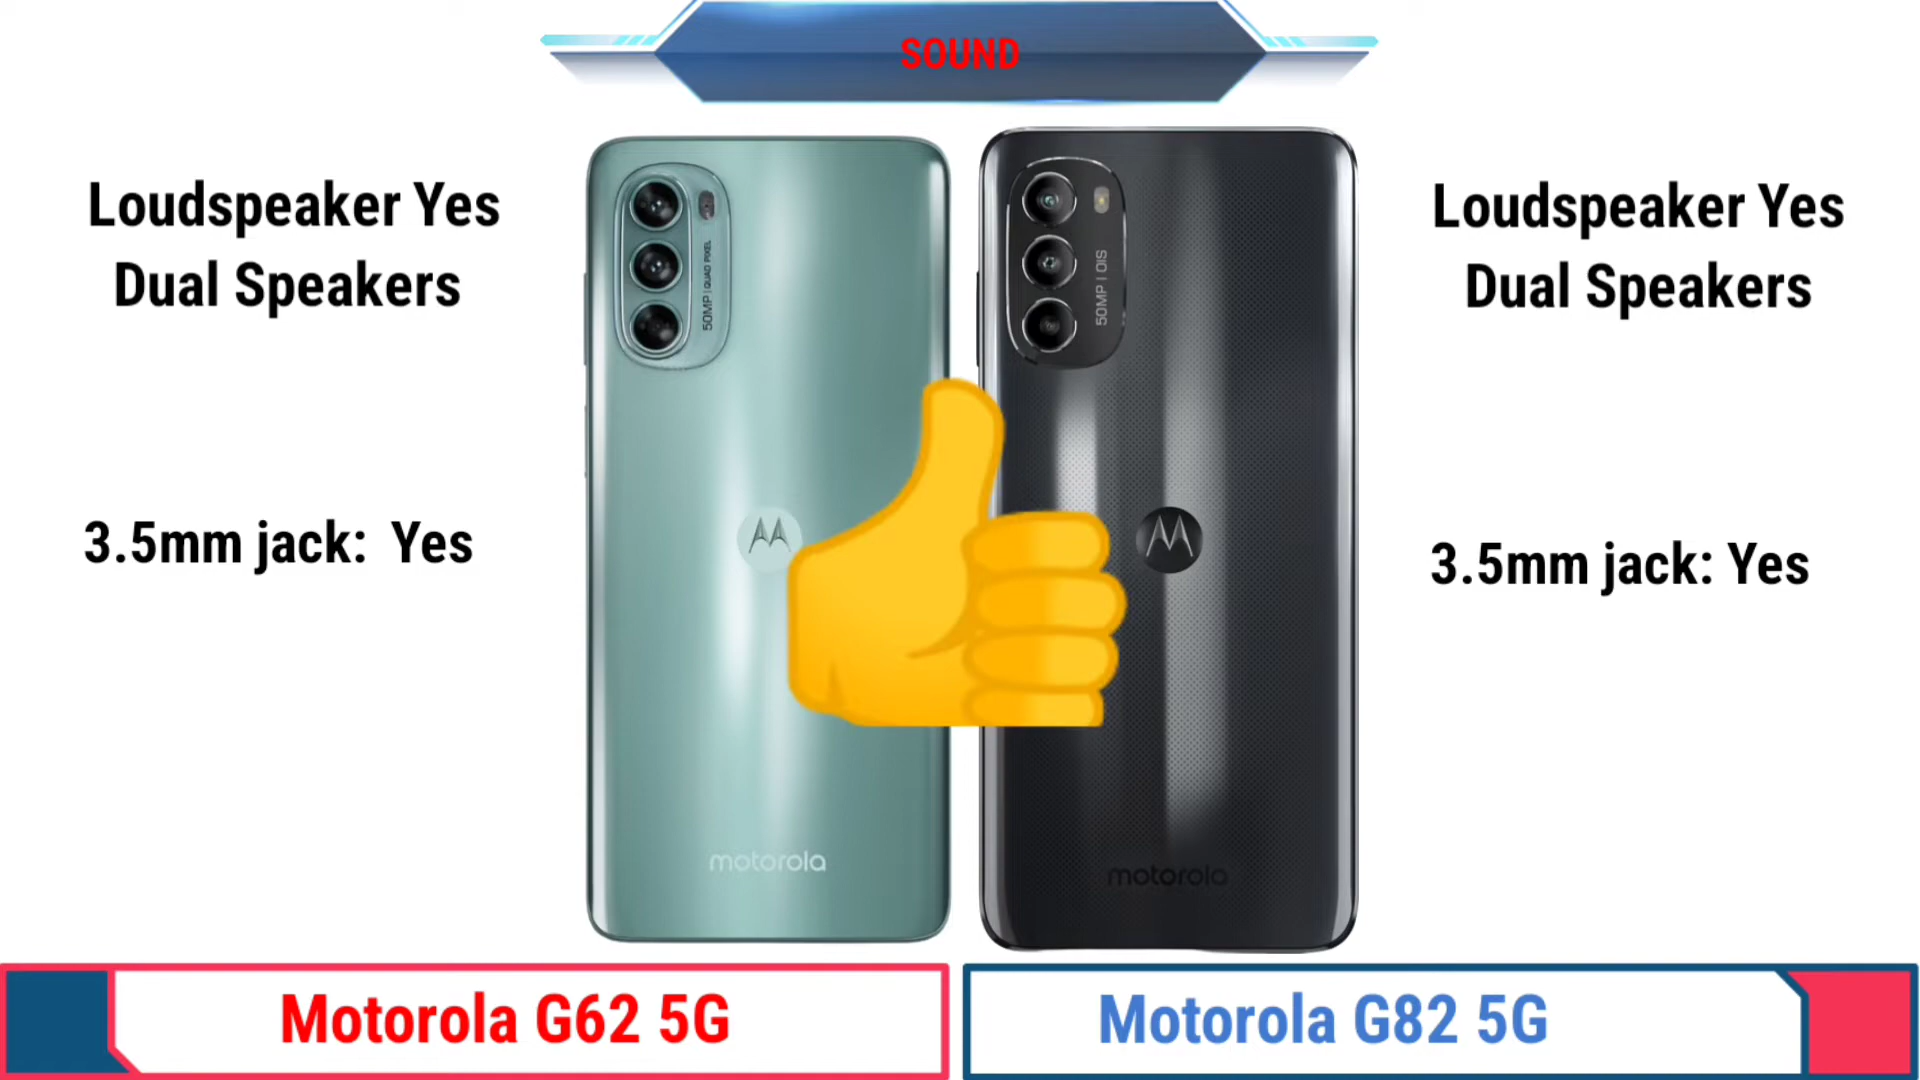 SOUND
Loudspeaker Yes
Dual Speakers
3.5mm jack: Yes
50MP | QUAD PIXEL
motorola
50MP | OIS
motorola
Loudspeaker Yes
Dual Speakers
3.5mm jack: Yes
Motorola G62 5G
Motorola G82 5G